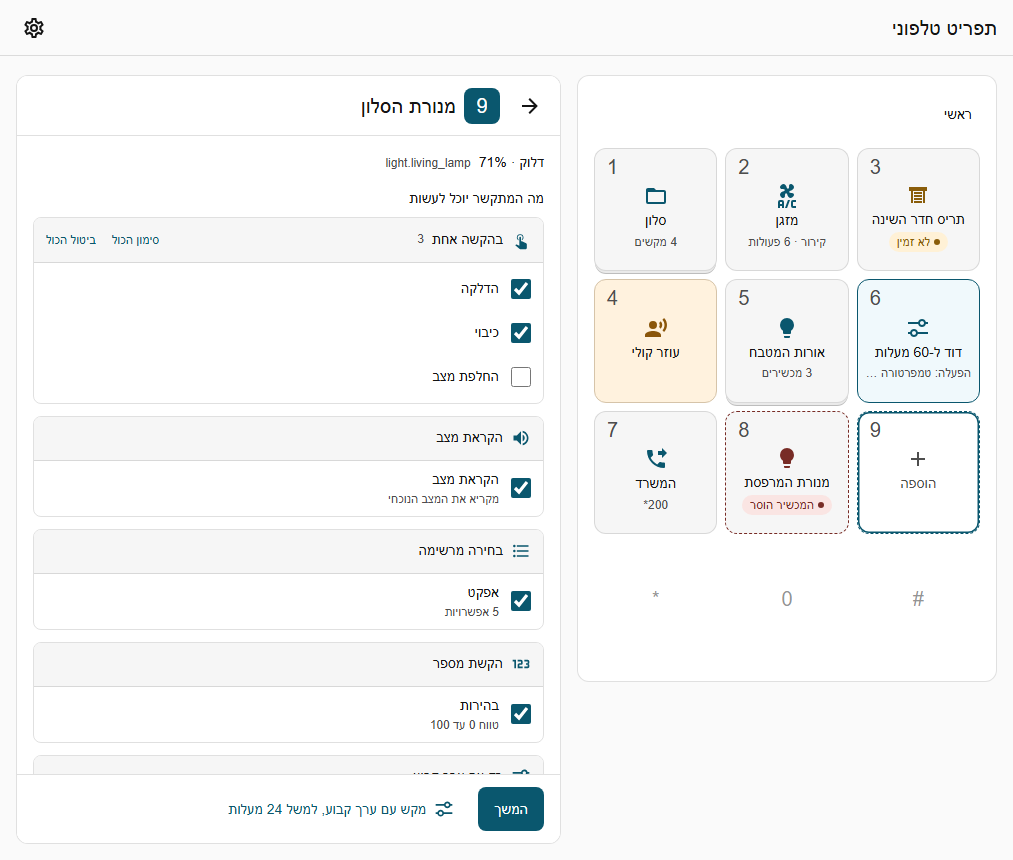 תפריט טלפוני
ראשי
1
סלון
4 מקשים
2
A/C
מזגן
קירור · 6 פעולות
3
תריס חדר השינה
לא זמין
4
עוזר קולי
5
אורות המטבח
3 מכשירים
6
דוד ל-60 מעלות
הפעלה: טמפרטורה ...
7
המשרד
*200
8
מנורת המרפסת
המכשיר הוסר
9
הוספה
*
0
#
9 מנורת הסלון
דלוק · 71% light.living_lamp
מה המתקשר יוכל לעשות
בהקשה אחת 3
סימון הכול
ביטול הכול
הדלקה
כיבוי
החלפת מצב
הקראת מצב
הקראת מצב
מקריא את המצב הנוכחי
בחירה מרשימה
אפקט
5 אפשרויות
123 הקשת מספר
בהירות
טווח 0 עד 100
המשך
מקש עם ערך קבוע, למשל 24 מעלות